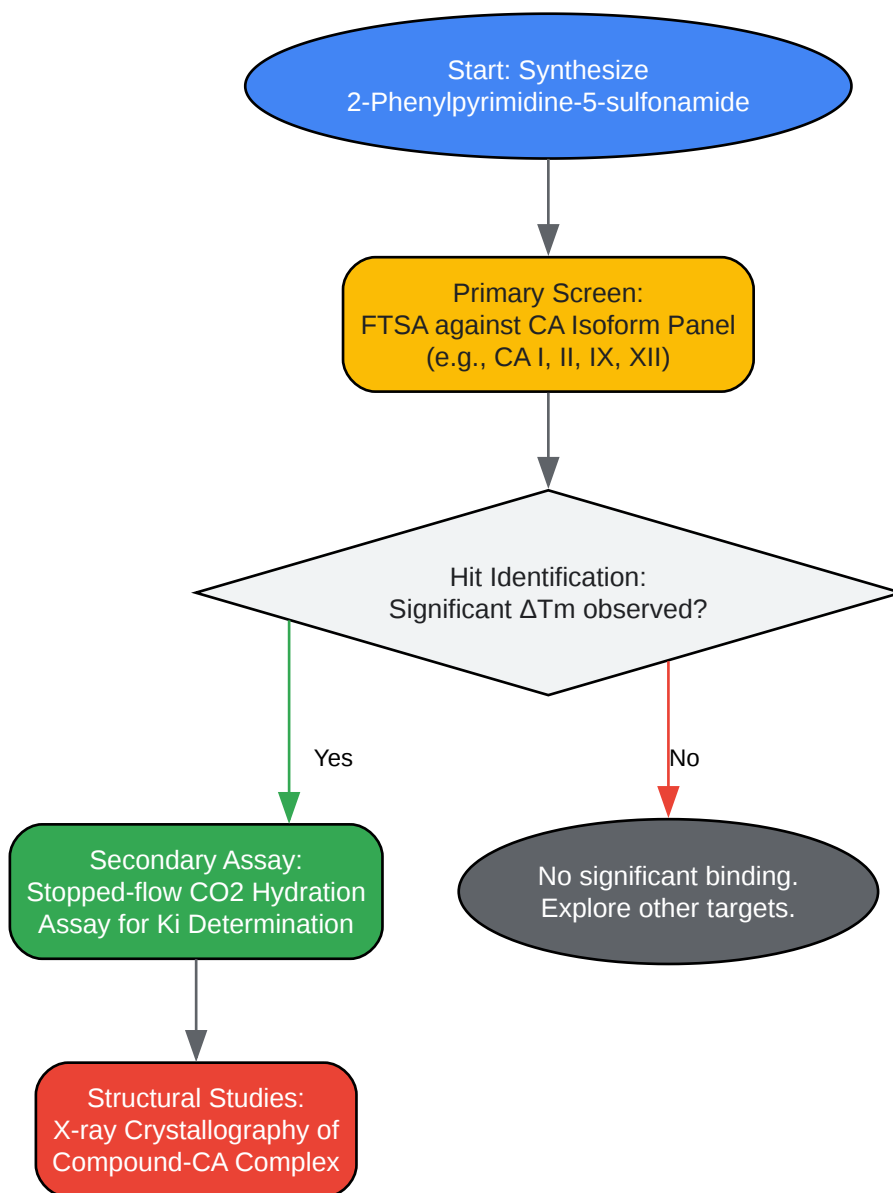 Start: Synthesize
2-Phenylpyrimidine-5-sulfonamide
Primary Screen:
FTSA against CA Isoform Panel
(e.g., CA I, II, IX, XII)
Hit Identification:
Significant ΔTm observed?
Yes
No
Secondary Assay:
Stopped-flow CO2 Hydration
Assay for Ki Determination
No significant binding.
Explore other targets.
Structural Studies:
X-ray Crystallography of
Compound-CA Complex